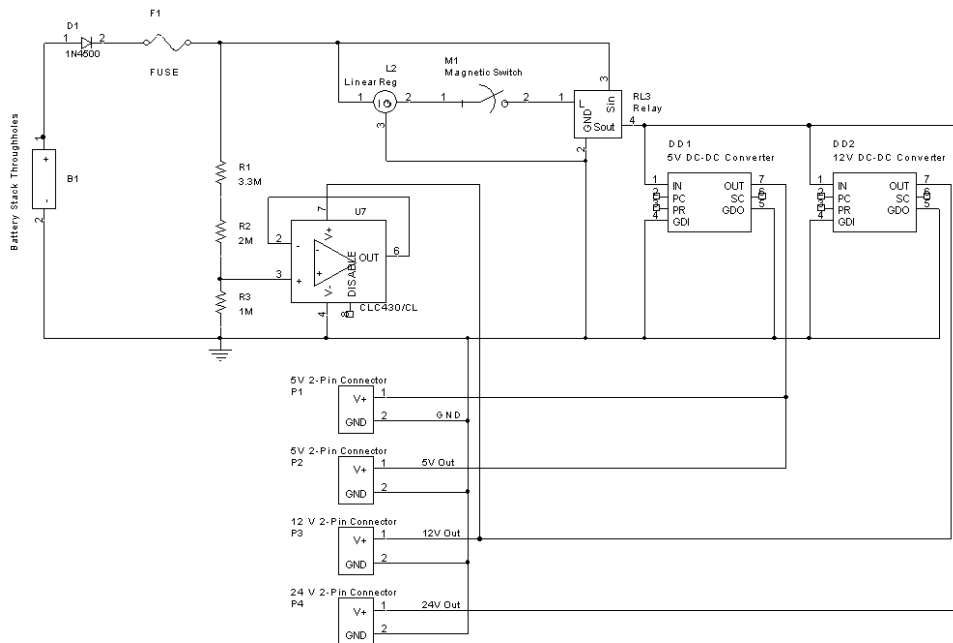 F1
D1
1 2
1N4500
FUSE
L2
Linear Reg
1 2
3
M1
Magnetic Switch
1 2
1
L
GND
Sin
Sout
3
2
4
RL3
Relay
DD1
5V DC-DC Converter
1 IN OUT 7
2 PC SC 6
3 PR GDO 5
4 GDI
DD2
12V DC-DC Converter
1 IN OUT 7
2 PC SC 6
3 PR GDO 5
4 GDI
Battery Stack Throughholes
1
+
-
B1
2
R1
3.3M
R2
2M
R3
1M
U7
7
V+
2 -
-
+
OUT 6
3 +
V-
DISABLE
4
8
CLC430/CL
5V 2-Pin Connector
P1
V+ 1
GND 2
GND
5V 2-Pin Connector
P2
V+ 1
5V Out
GND 2
12 V 2-Pin Connector
P3
V+ 1
12V Out
GND 2
24 V 2-Pin Connector
P4
V+ 1
24V Out
GND 2